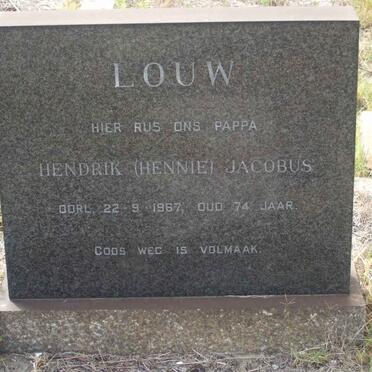 LOUW
HIER RUS ONS PAPPA
HENDRIK (HENNIE) JACOBUS
OORL. 22-9-1967, OUD 74 JAAR.
GODS WEG IS VOLMAAK.